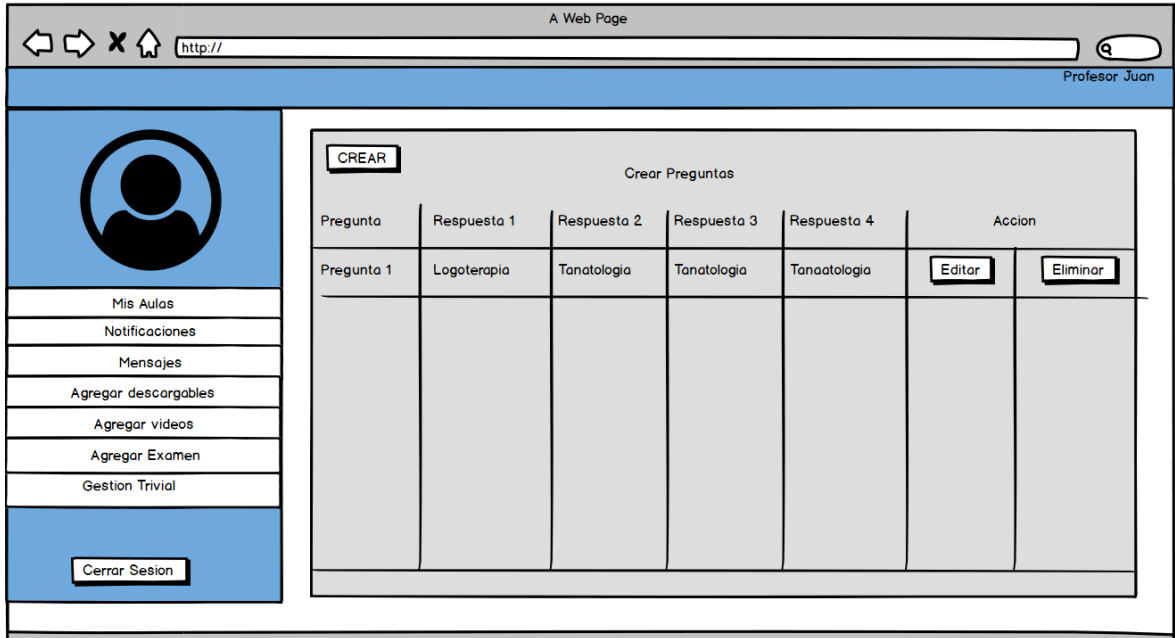 A Web Page
http://
Profesor Juan
Mis Aulas
Notificaciones
Mensajes
Agregar descargables
Agregar videos
Agregar Examen
Gestion Trivial
Cerrar Sesion
CREAR
Crear Preguntas
Pregunta Respuesta 1 Respuesta 2 Respuesta 3 Respuesta 4 Accion
Pregunta 1 Logoterapia Tanatologia Tanatologia Tanaatologia Editar Eliminar